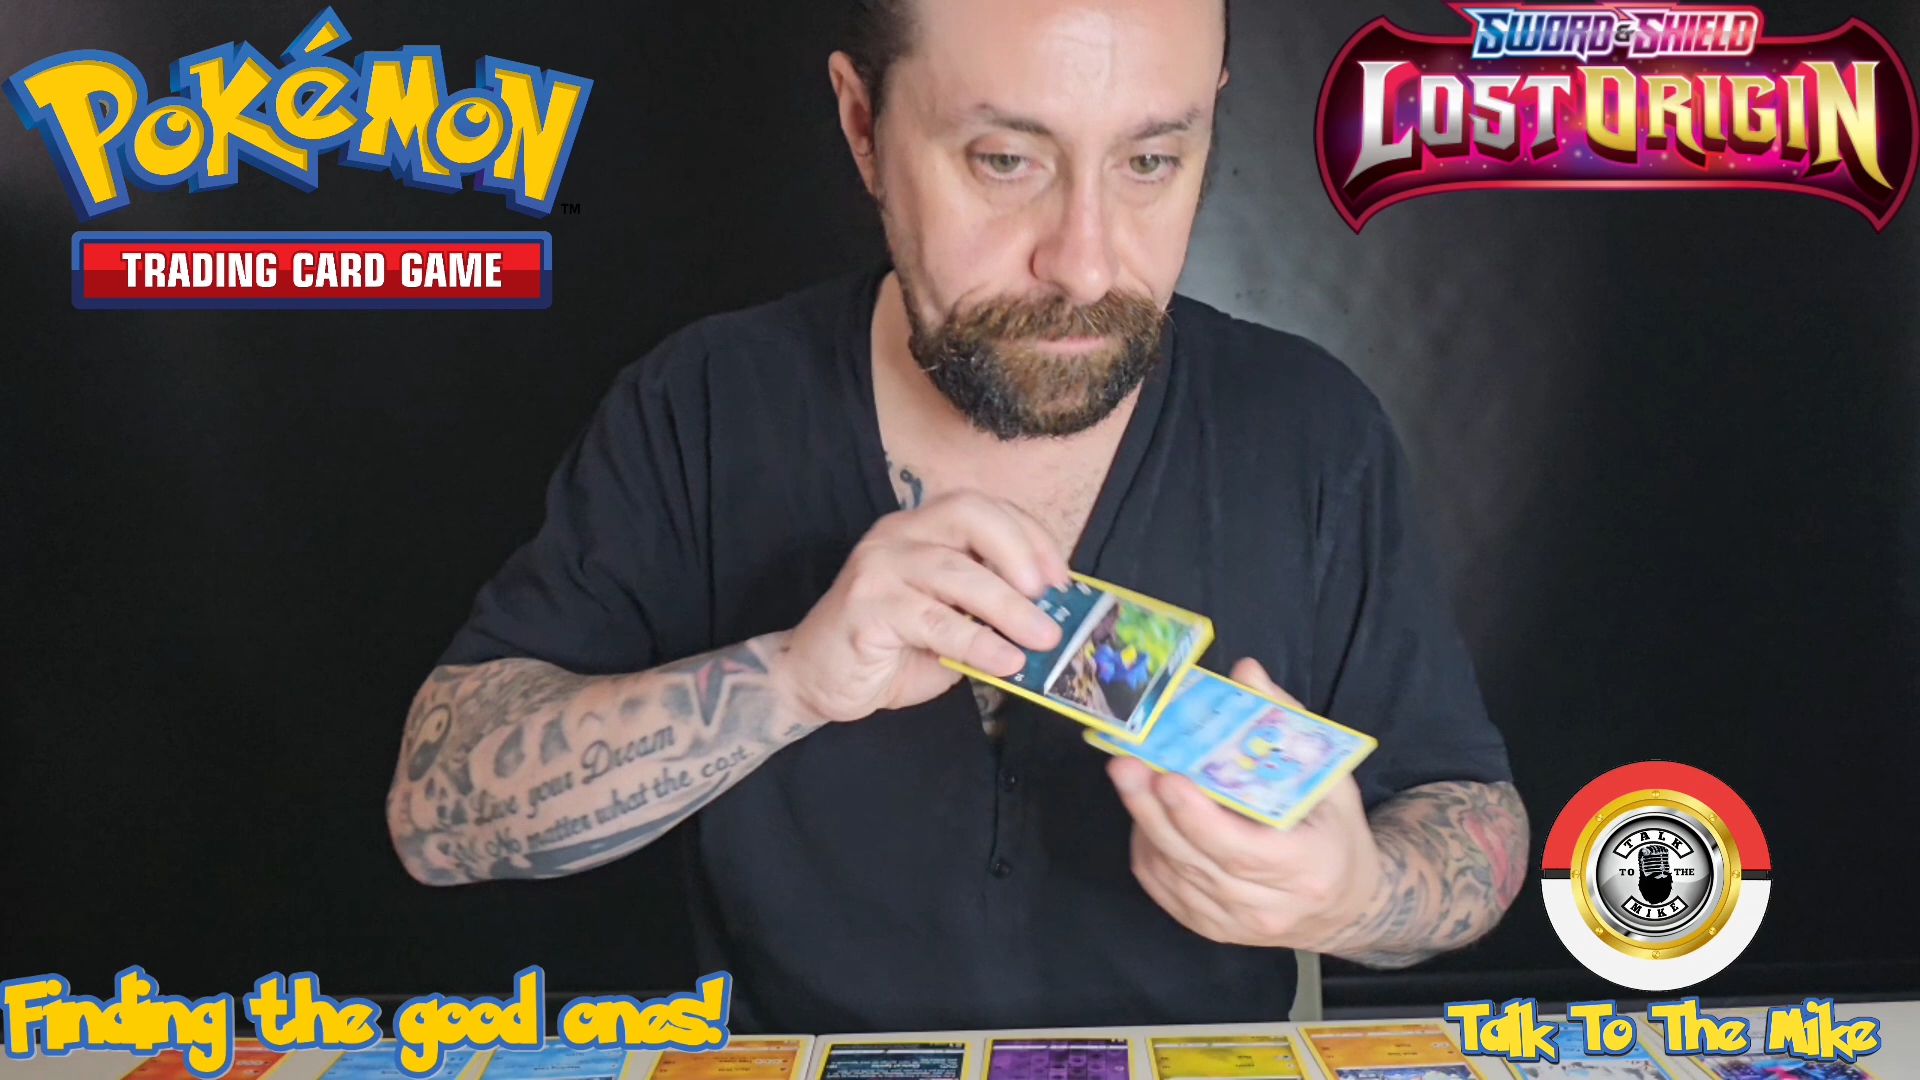 POKéMON
TM
TRADING CARD GAME
SWORD & SHIELD
LOST ORIGIN
Live your Dream
No matter what the cost.
TALK
TO THE
MIKE
Finding the good ones!
Talk To The Mike